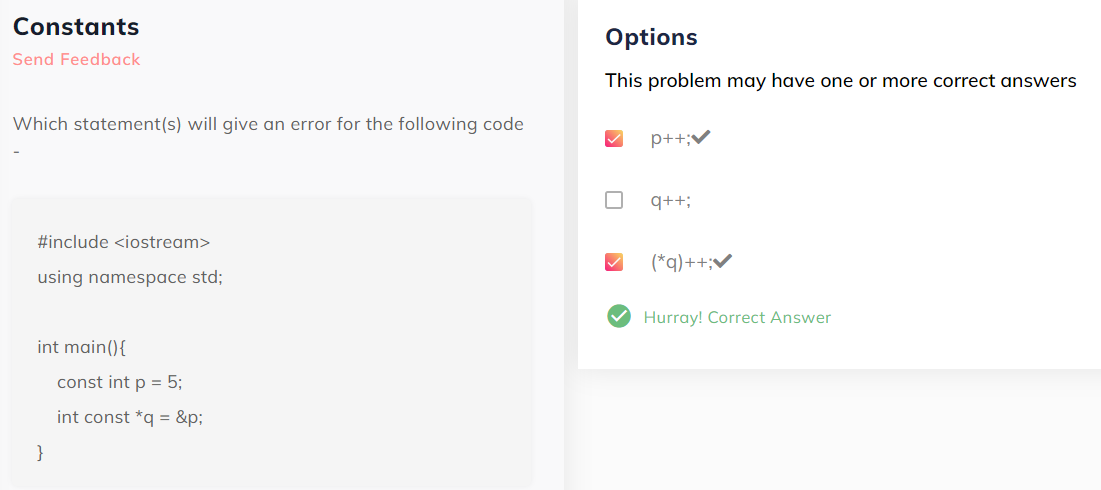 Constants
Send Feedback
Which statement(s) will give an error for the following code
-
#include <iostream>
using namespace std;
int main(){
const int p = 5;
int const *q = &p;
}
Options
This problem may have one or more correct answers
p++;
q++;
(*q)++;
Hurray! Correct Answer